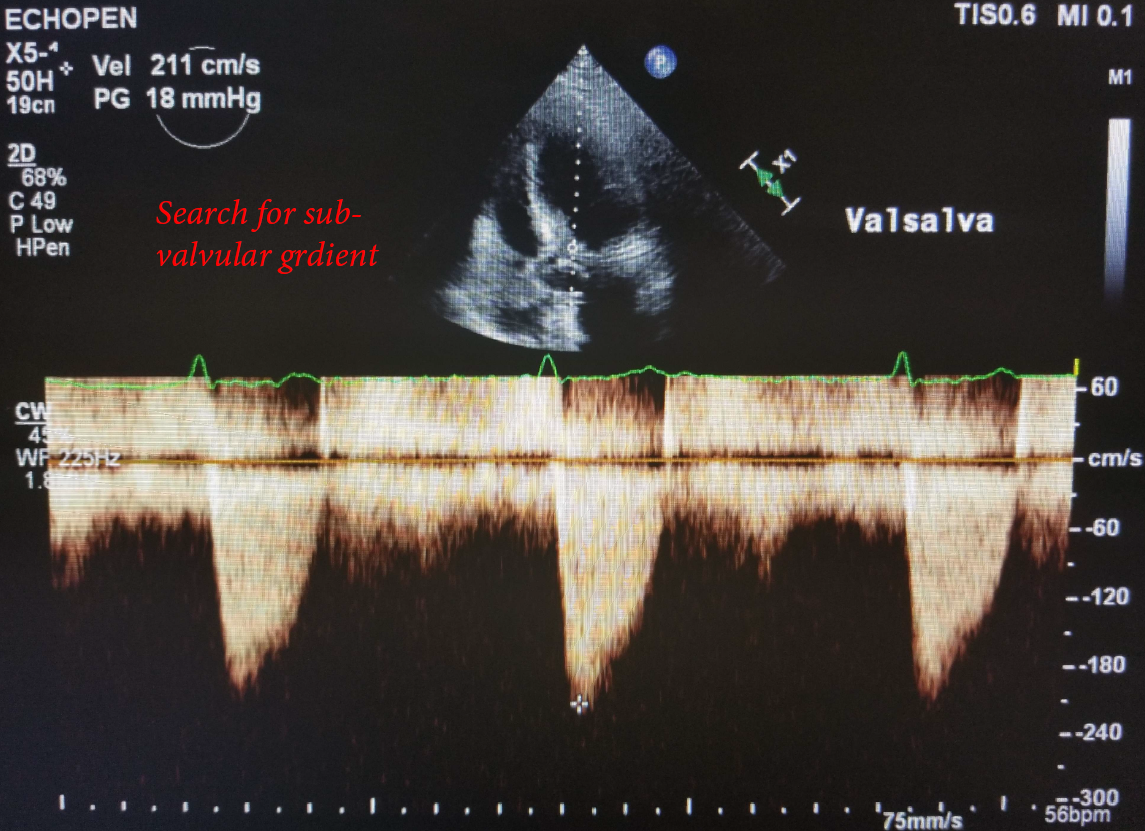 ECHOPEN
TIS0.6 MI 0.1
X5-
50H
19cn
Vel 211 cm/s
PG 18 mmHg
P
M1
2D
68%
C 49
P Low
HPen
X1
Search for sub-
valvular grdient
Valsalva
CW
45%
WF 225Hz
1.8
60
cm/s
-60
-120
-180
-240
-300
75mm/s
56bpm